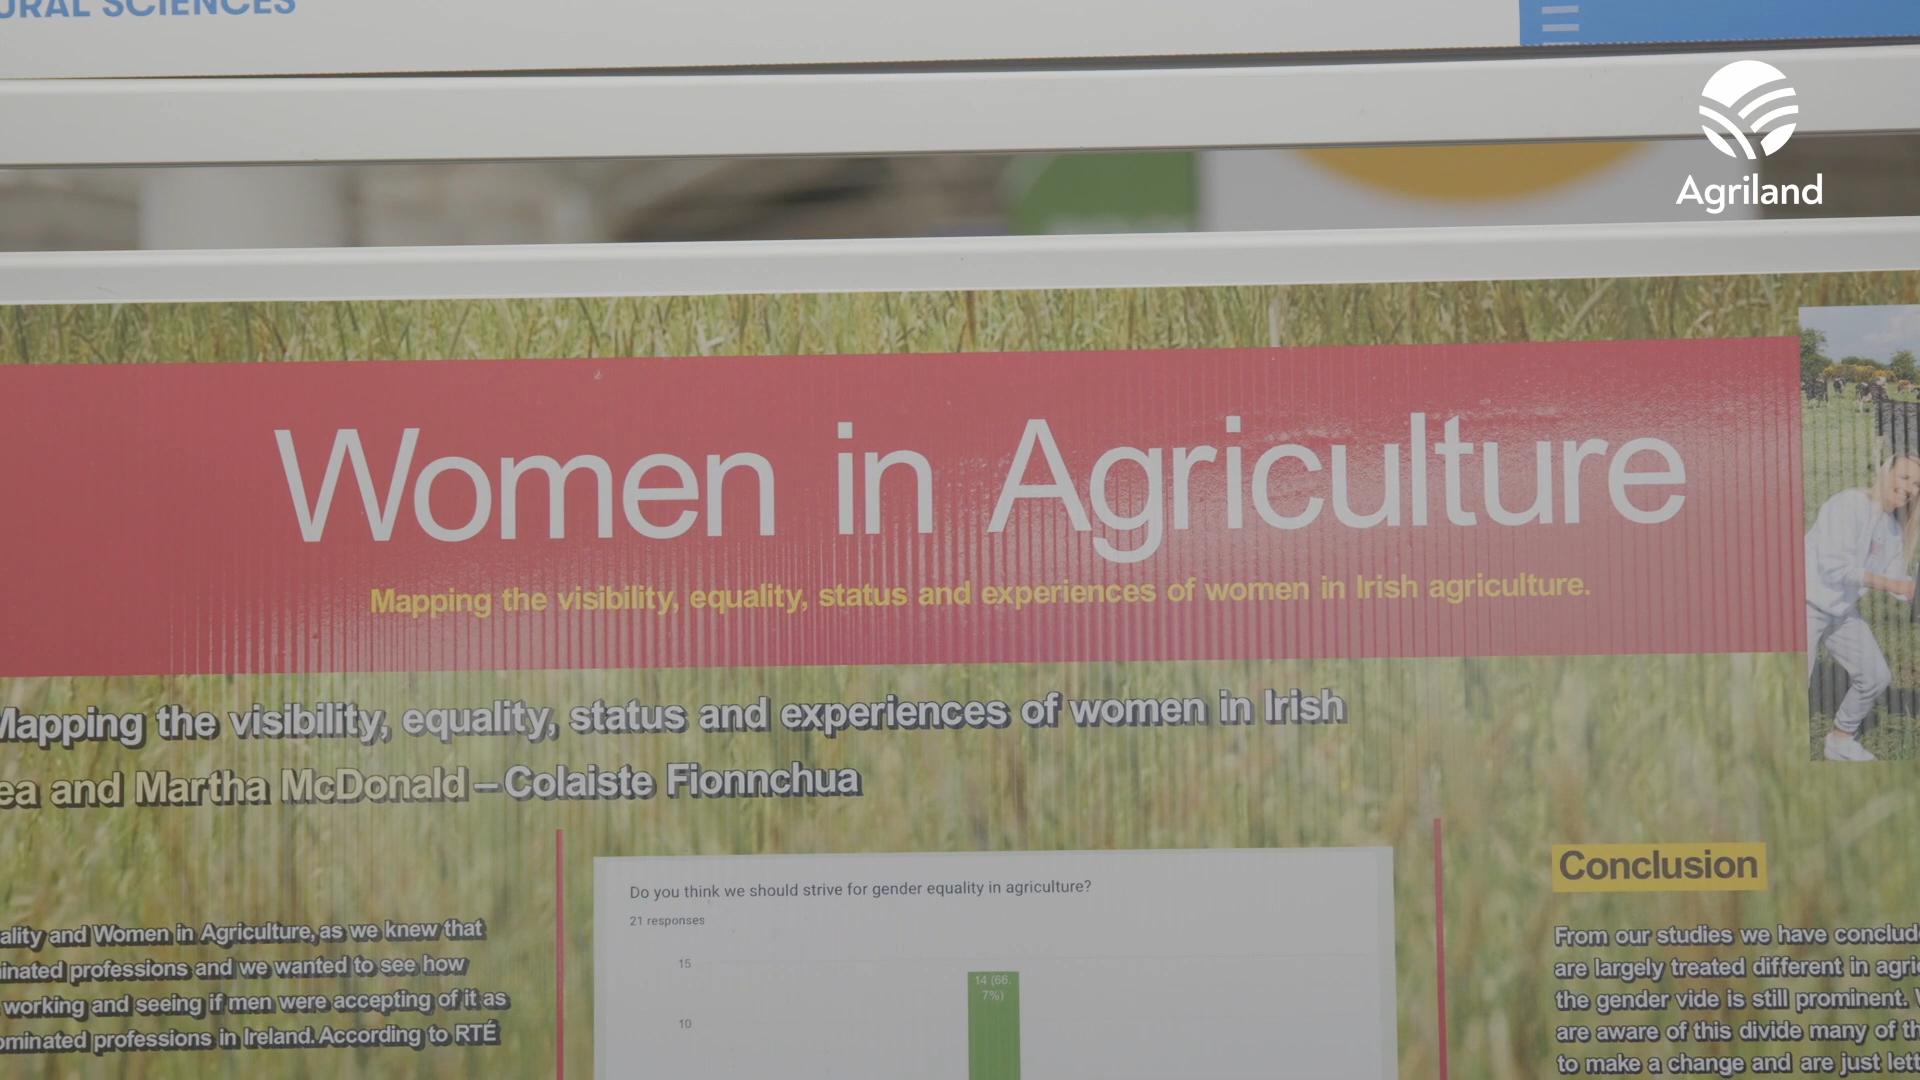 URAL SCIENCES
Agriland
Women in Agriculture
Mapping the visibility, equality, status and experiences of women in Irish agriculture.
Mapping the visibility, equality, status and experiences of women in Irish
ea and Martha McDonald – Colaiste Fionnchua
ality and Women in Agriculture, as we knew that
inated professions and we wanted to see how
working and seeing if men were accepting of it as
ominated professions in Ireland. According to RTÉ
Do you think we should strive for gender equality in agriculture?
21 responses
15
14 (66.
7%)
10
Conclusion
From our studies we have conclud
are largely treated different in agri
the gender vide is still prominent.
are aware of this divide many of th
to make a change and are just lett